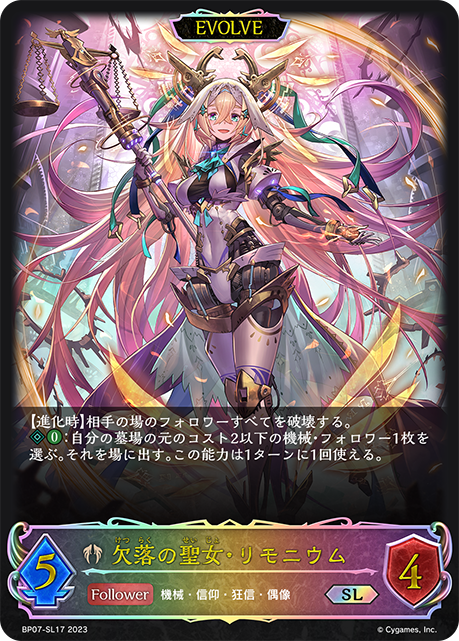 EVOLVE
【進化時】相手の場のフォロワーすべてを破壊する。
0:自分の墓場の元のコスト2以下の機械・フォロワー1枚を
選ぶ。それを場に出す。この能力は1ターンに1回使える。
けつ らく せい じょ
欠落の聖女・リモニウム
5
4
Follower 機械・信仰・狂信・偶像 SL
BP07-SL17 2023 © Cygames, Inc.